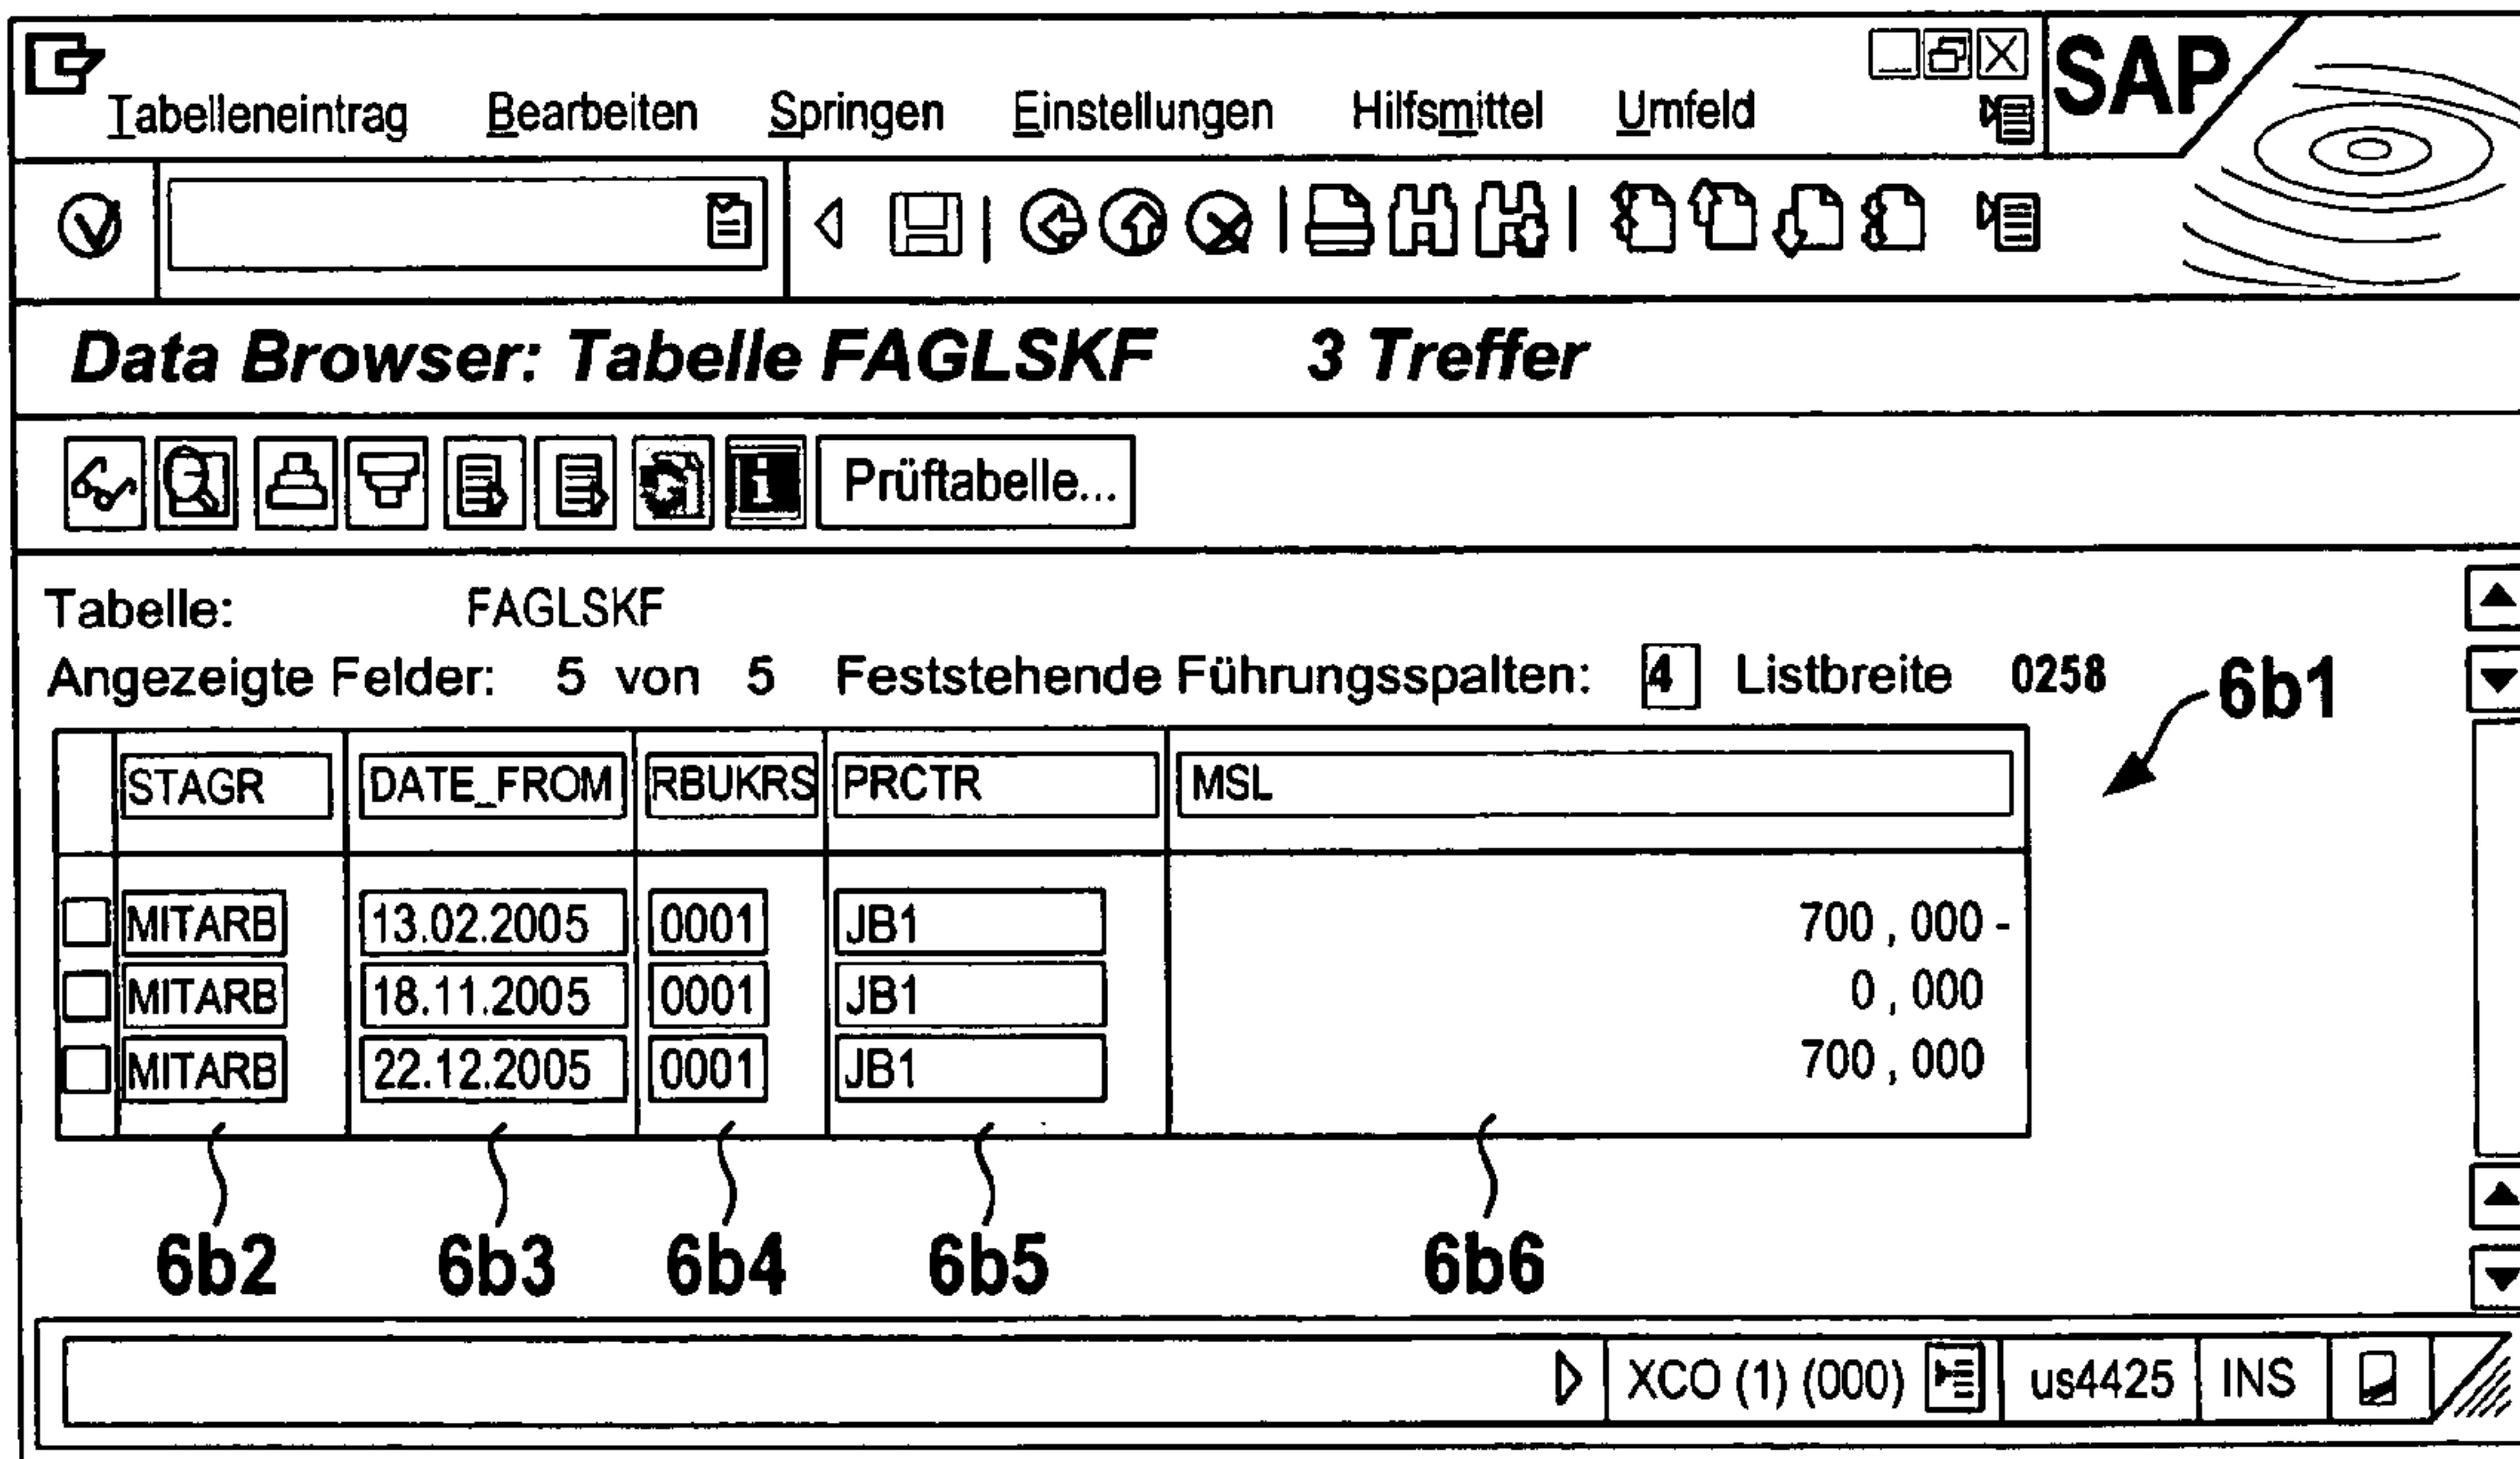 SAP
Tabelleneintrag Bearbeiten Springen Einstellungen Hilfsmittel Umfeld
Data Browser: Tabelle FAGLSKF 3 Treffer
Prüftabelle...
Tabelle: FAGLSKF
Angezeigte Felder: 5 von 5 Feststehende Führungsspalten: 4 Listbreite 0258
6b1
STAGR DATE_FROM RBUKRS PRCTR MSL
MITARB 13.02.2005 0001 JB1 700,000-
MITARB 18.11.2005 0001 JB1 0,000
MITARB 22.12.2005 0001 JB1 700,000
6b2 6b3 6b4 6b5 6b6
XCO (1) (000) us4425 INS